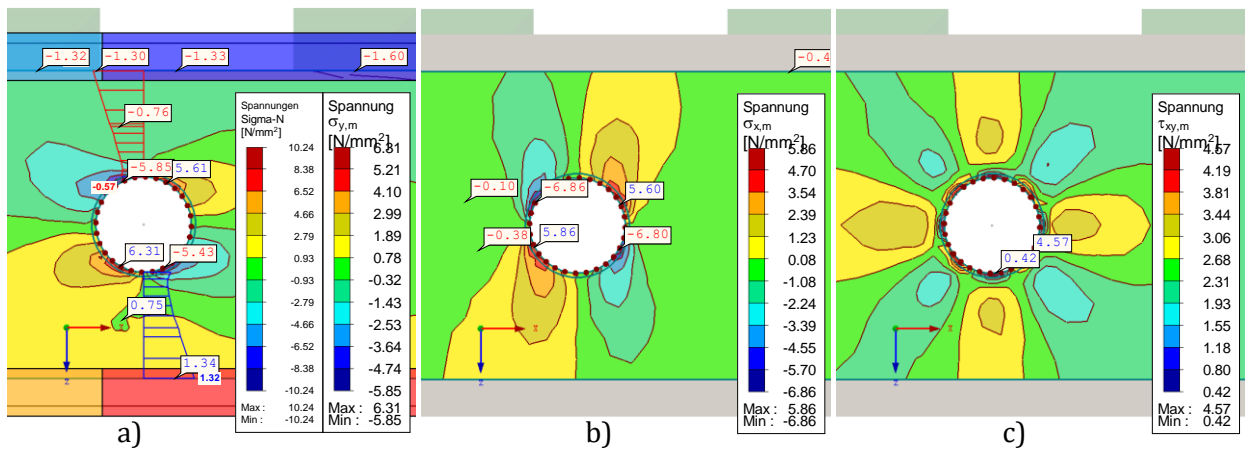 -1.32
-1.30
-1.33
-1.60
-0.76
-5.85
5.61
-0.57
6.31
-5.43
0.75
1.34
1.32
x
z
Spannungen
Sigma-N
[N/mm²]
10.24
8.38
6.52
4.66
2.79
0.93
-0.93
-2.79
-4.66
-6.52
-8.38
-10.24
Max : 10.24
Min : -10.24
Spannung
σy,m
[N/mm²]
6.31
5.21
4.10
2.99
1.89
0.78
-0.32
-1.43
-2.53
-3.64
-4.74
-5.85
Max : 6.31
Min : -5.85
a)
-0.4
-0.10
-6.86
5.60
-0.38
5.86
-6.80
x
z
Spannung
σx,m
[N/mm²]
5.86
4.70
3.54
2.39
1.23
0.08
-1.08
-2.24
-3.39
-4.55
-5.70
-6.86
Max : 5.86
Min : -6.86
b)
4.57
0.42
x
z
Spannung
τxy,m
[N/mm²]
4.57
4.19
3.81
3.44
3.06
2.68
2.31
1.93
1.55
1.18
0.80
0.42
Max : 4.57
Min : 0.42
c)